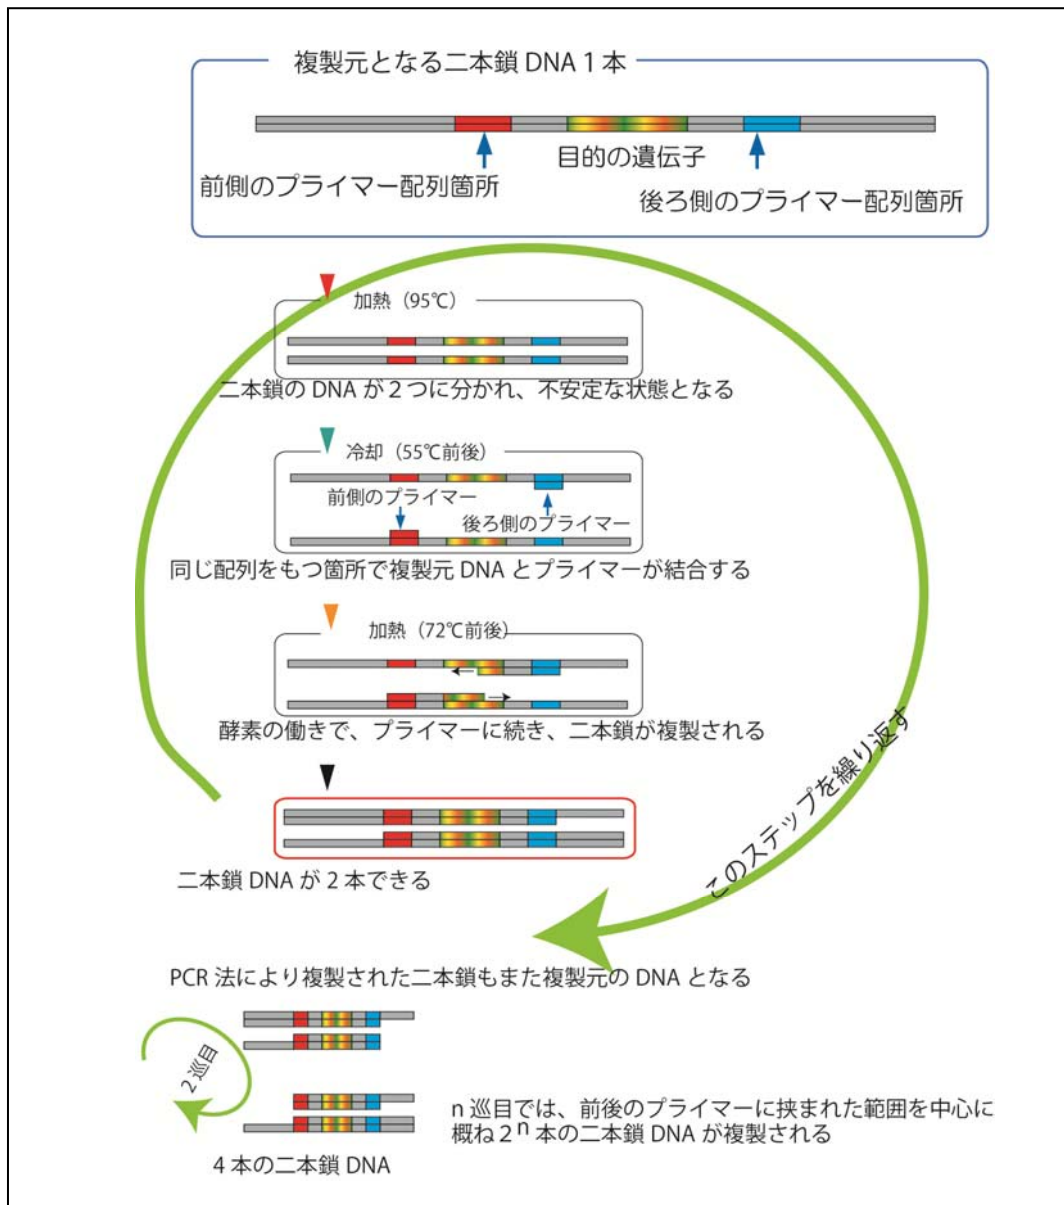 複製元となる二本鎖 DNA 1 本
目的の遺伝子
前側のプライマー配列箇所
後ろ側のプライマー配列箇所
加熱（95℃）
二本鎖の DNA が 2 つに分かれ、不安定な状態となる
冷却（55℃前後）
前側のプライマー
後ろ側のプライマー
同じ配列をもつ箇所で複製元 DNA とプライマーが結合する
加熱（72℃前後）
酵素の働きで、プライマーに続き、二本鎖が複製される
このステップを繰り返す
二本鎖 DNA が 2 本できる
PCR 法により複製された二本鎖もまた複製元の DNA となる
2 巡目
n 巡目では、前後のプライマーに挟まれた範囲を中心に
概ね 2ⁿ 本の二本鎖 DNA が複製される
4 本の二本鎖 DNA